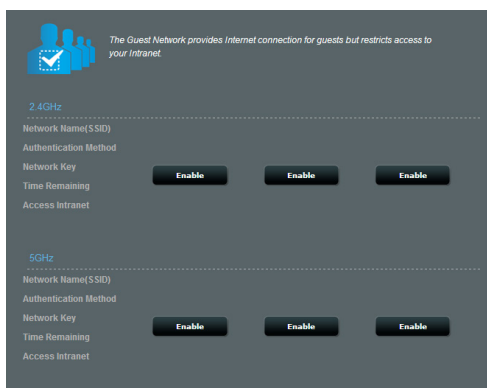 The Guest Network provides Internet connection for guests but restricts access to
your Intranet.
2.4GHz
Network Name(SSID)
Authentication Method
Network Key
Time Remaining
Access Intranet
Enable Enable Enable
5GHz
Network Name(SSID)
Authentication Method
Network Key
Time Remaining
Access Intranet
Enable Enable Enable